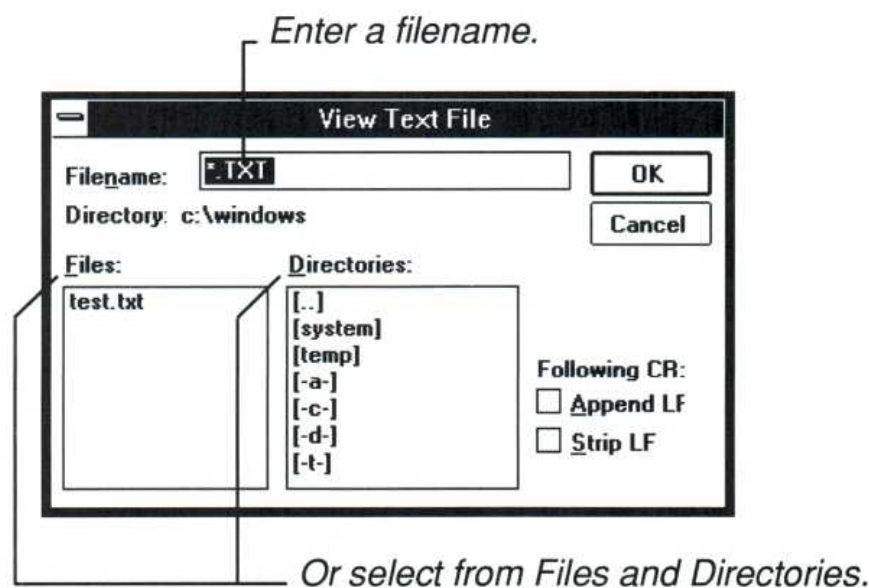 Enter a filename.
View Text File
Filename: *.TXT
OK
Directory: c:\windows
Cancel
Files:
Directories:
test.txt
[..]
[system]
[temp]
[-a-]
[-c-]
[-d-]
[-t-]
Following CR:
Append LF
Strip LF
Or select from Files and Directories.